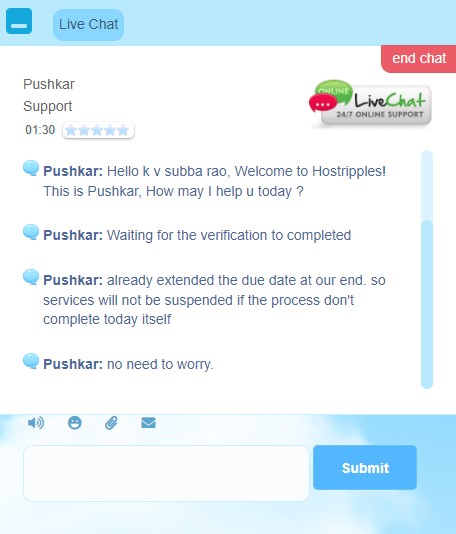 Live Chat
end chat
Pushkar
Support
01:30
ONLINE
LiveChat
24/7 ONLINE SUPPORT
Pushkar: Hello k v subba rao, Welcome to Hostripples!
This is Pushkar, How may I help u today ?
Pushkar: Waiting for the verification to completed
Pushkar: already extended the due date at our end. so
services will not be suspended if the process don't
complete today itself
Pushkar: no need to worry.
Submit